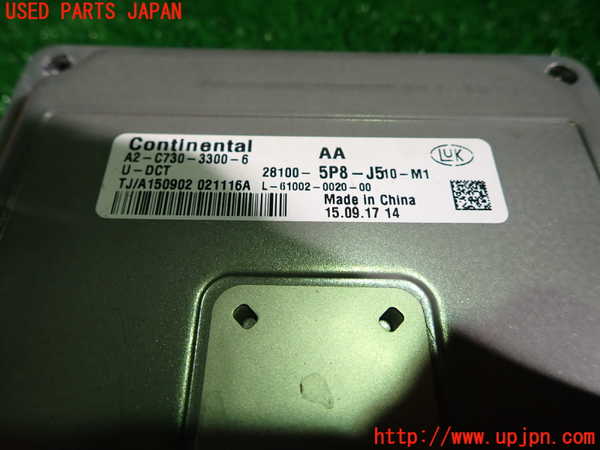 USED PARTS JAPAN
Continental AA LUK
A2-C730-3300-6
U-DCT 28100-5P8-J510-M1
TJ/A150902 021116A L-61002-0020-00
Made in China
15.09.17 14
http://www.upjpn.com/